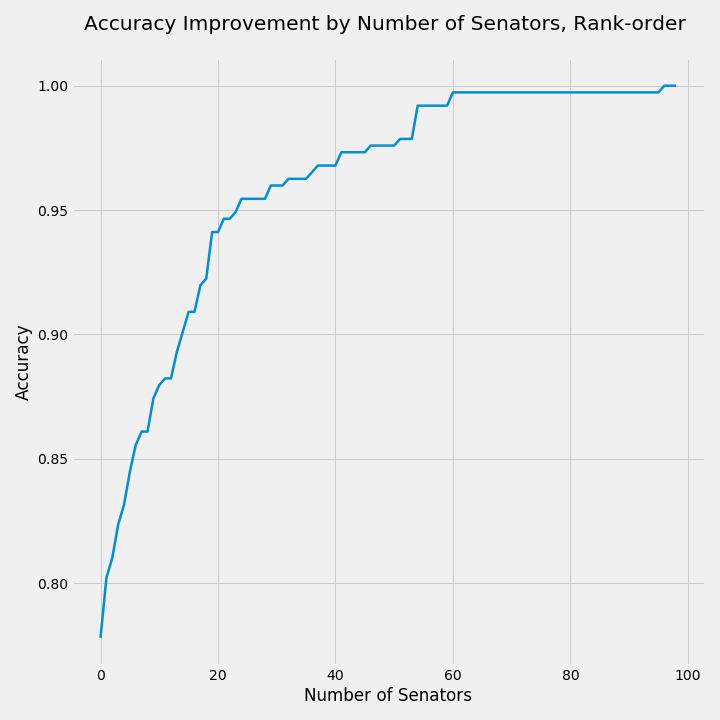 Accuracy Improvement by Number of Senators, Rank-order
1.00
0.95
0.90
0.85
0.80
Accuracy
0 20 40 60 80 100
Number of Senators